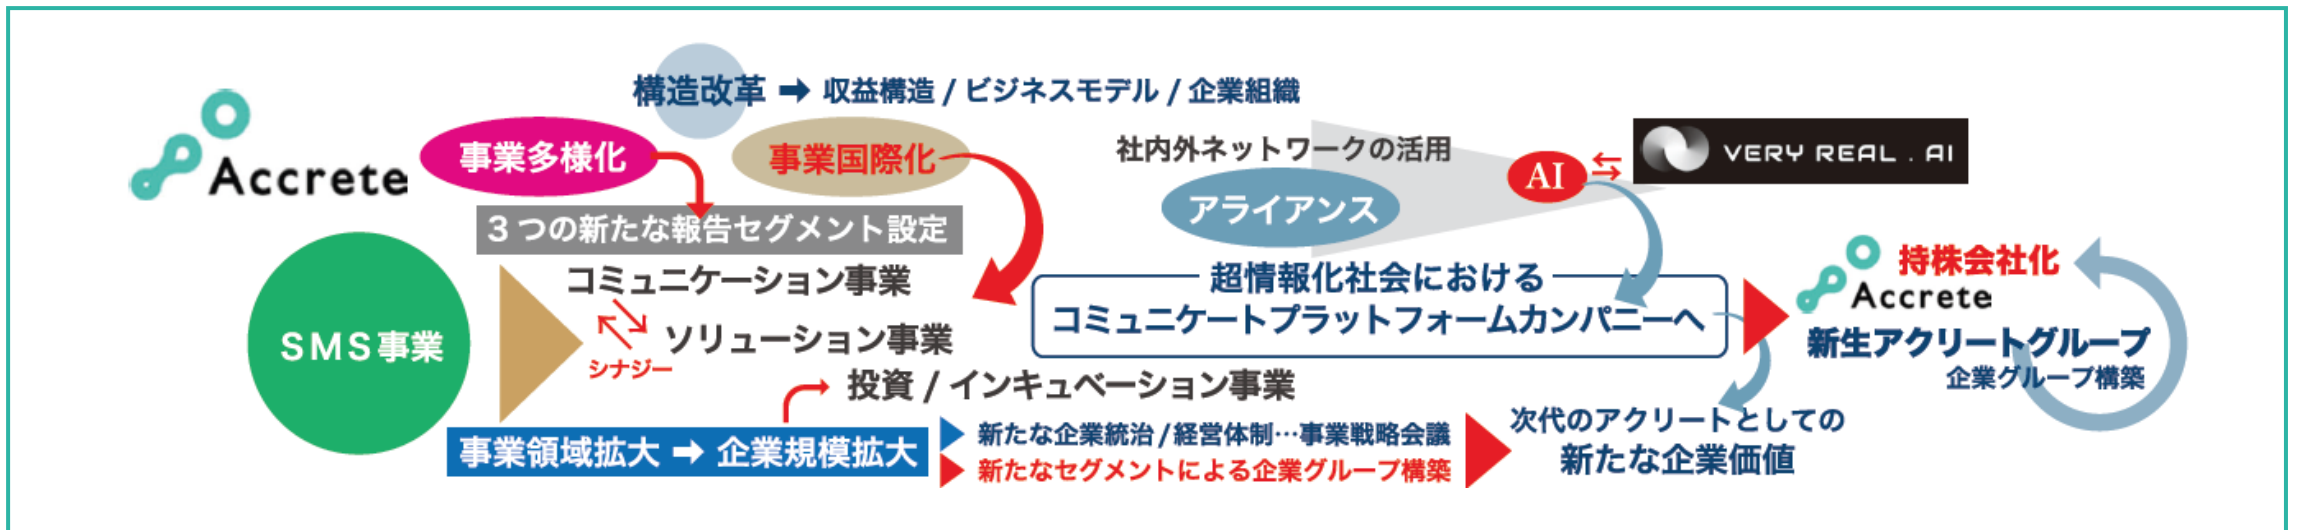 構造改革 ➡ 収益構造 / ビジネスモデル / 企業組織
Accrete
事業多様化
事業国際化
3つの新たな報告セグメント設定
SMS事業
コミュニケーション事業
シナジー
ソリューション事業
投資 / インキュベーション事業
事業領域拡大 ➡ 企業規模拡大
新たな企業統治/経営体制…事業戦略会議
新たなセグメントによる企業グループ構築
社内外ネットワークの活用
アライアンス
AI
VERY REAL . AI
超情報化社会における
コミュニケートプラットフォームカンパニーへ
次代のアクリートとしての
新たな企業価値
持株会社化
Accrete
新生アクリートグループ
企業グループ構築